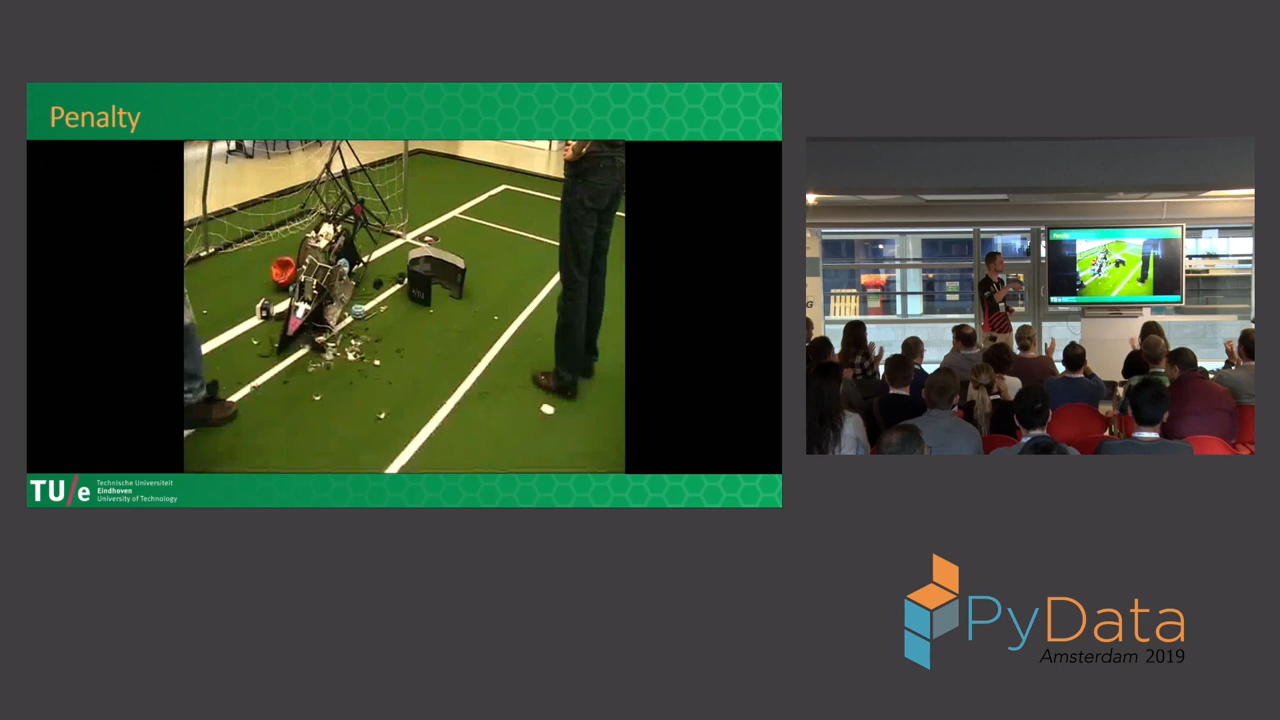 Penalty
TU/e
Technische Universiteit
Eindhoven
University of Technology
PyData
Amsterdam 2019